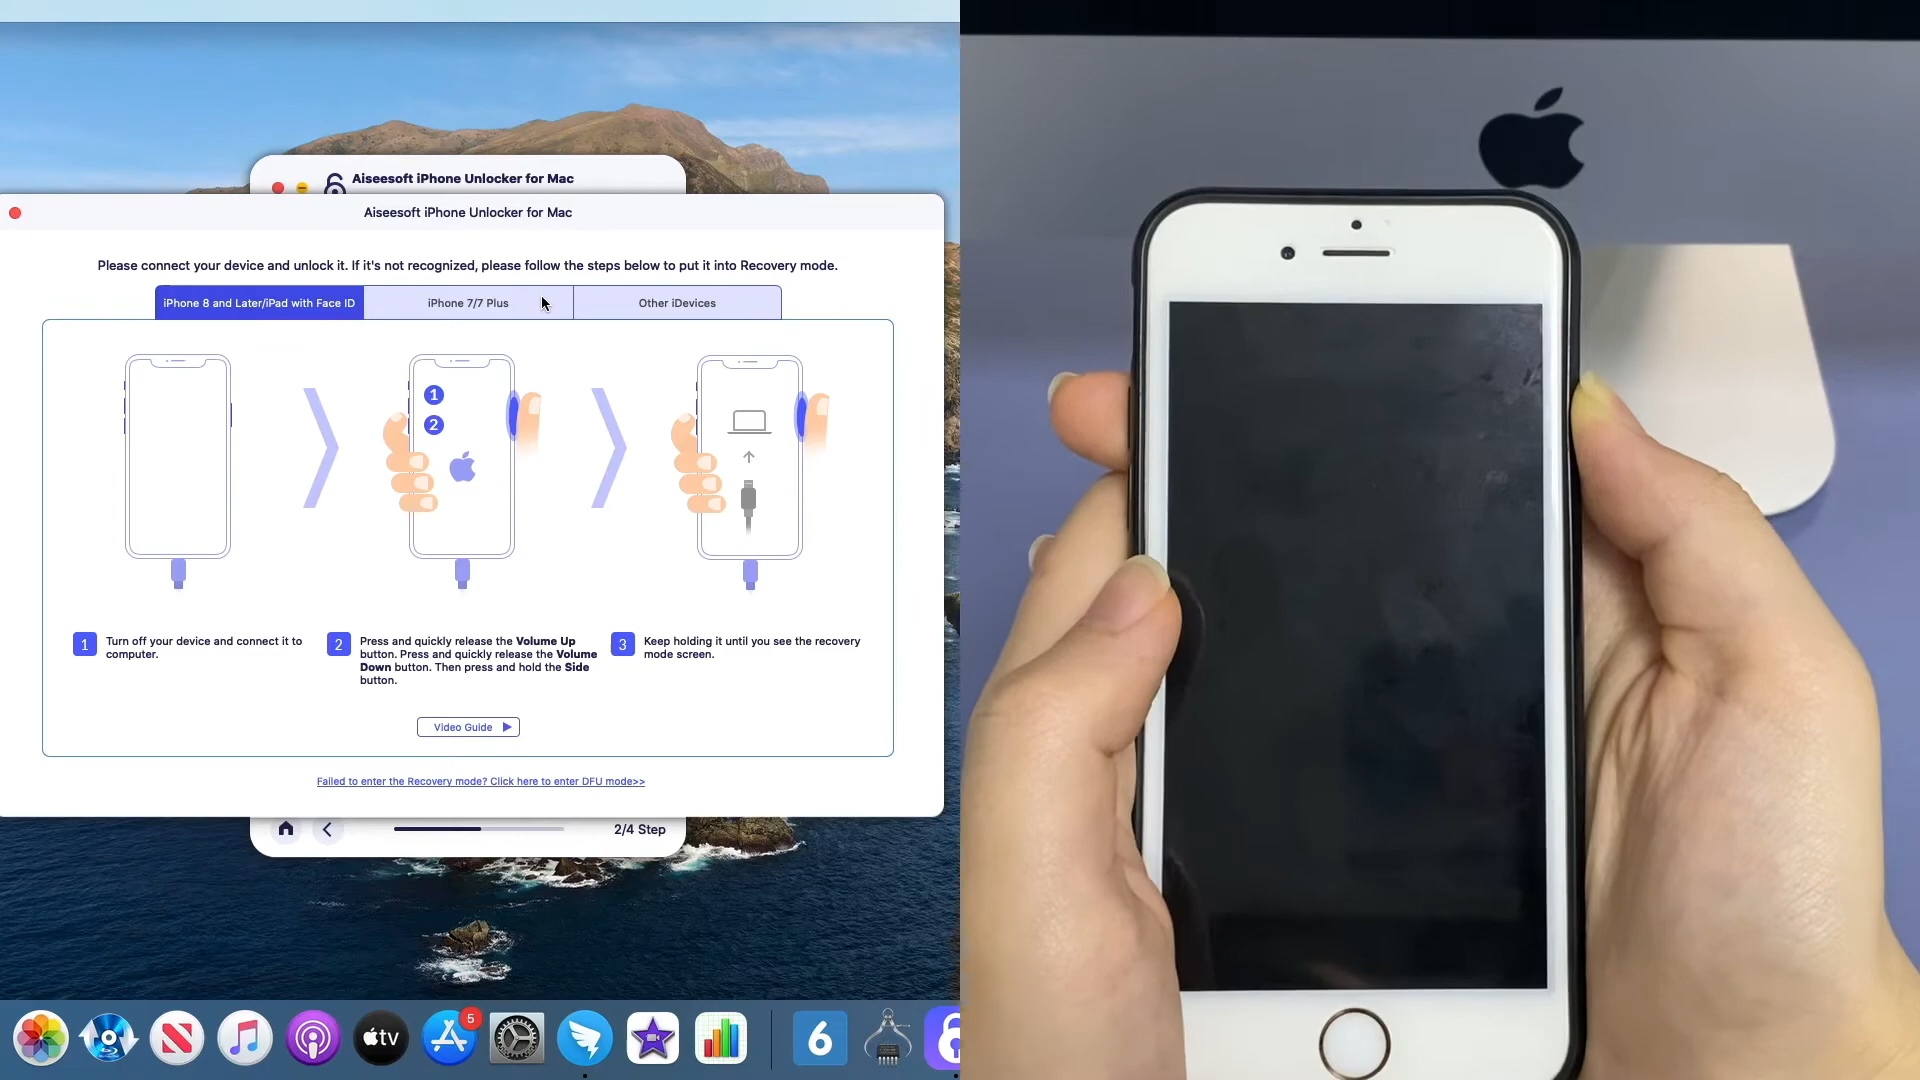 Aiseesoft iPhone Unlocker for Mac
Aiseesoft iPhone Unlocker for Mac
Please connect your device and unlock it. If it's not recognized, please follow the steps below to put it into Recovery mode.
iPhone 8 and Later/iPad with Face ID
iPhone 7/7 Plus
Other iDevices
1
2
1
Turn off your device and connect it to
computer.
2
Press and quickly release the Volume Up
button. Press and quickly release the Volume
Down button. Then press and hold the Side
button.
3
Keep holding it until you see the recovery
mode screen.
Video Guide
Failed to enter the Recovery mode? Click here to enter DFU mode>>
2/4 Step
tv
5
6